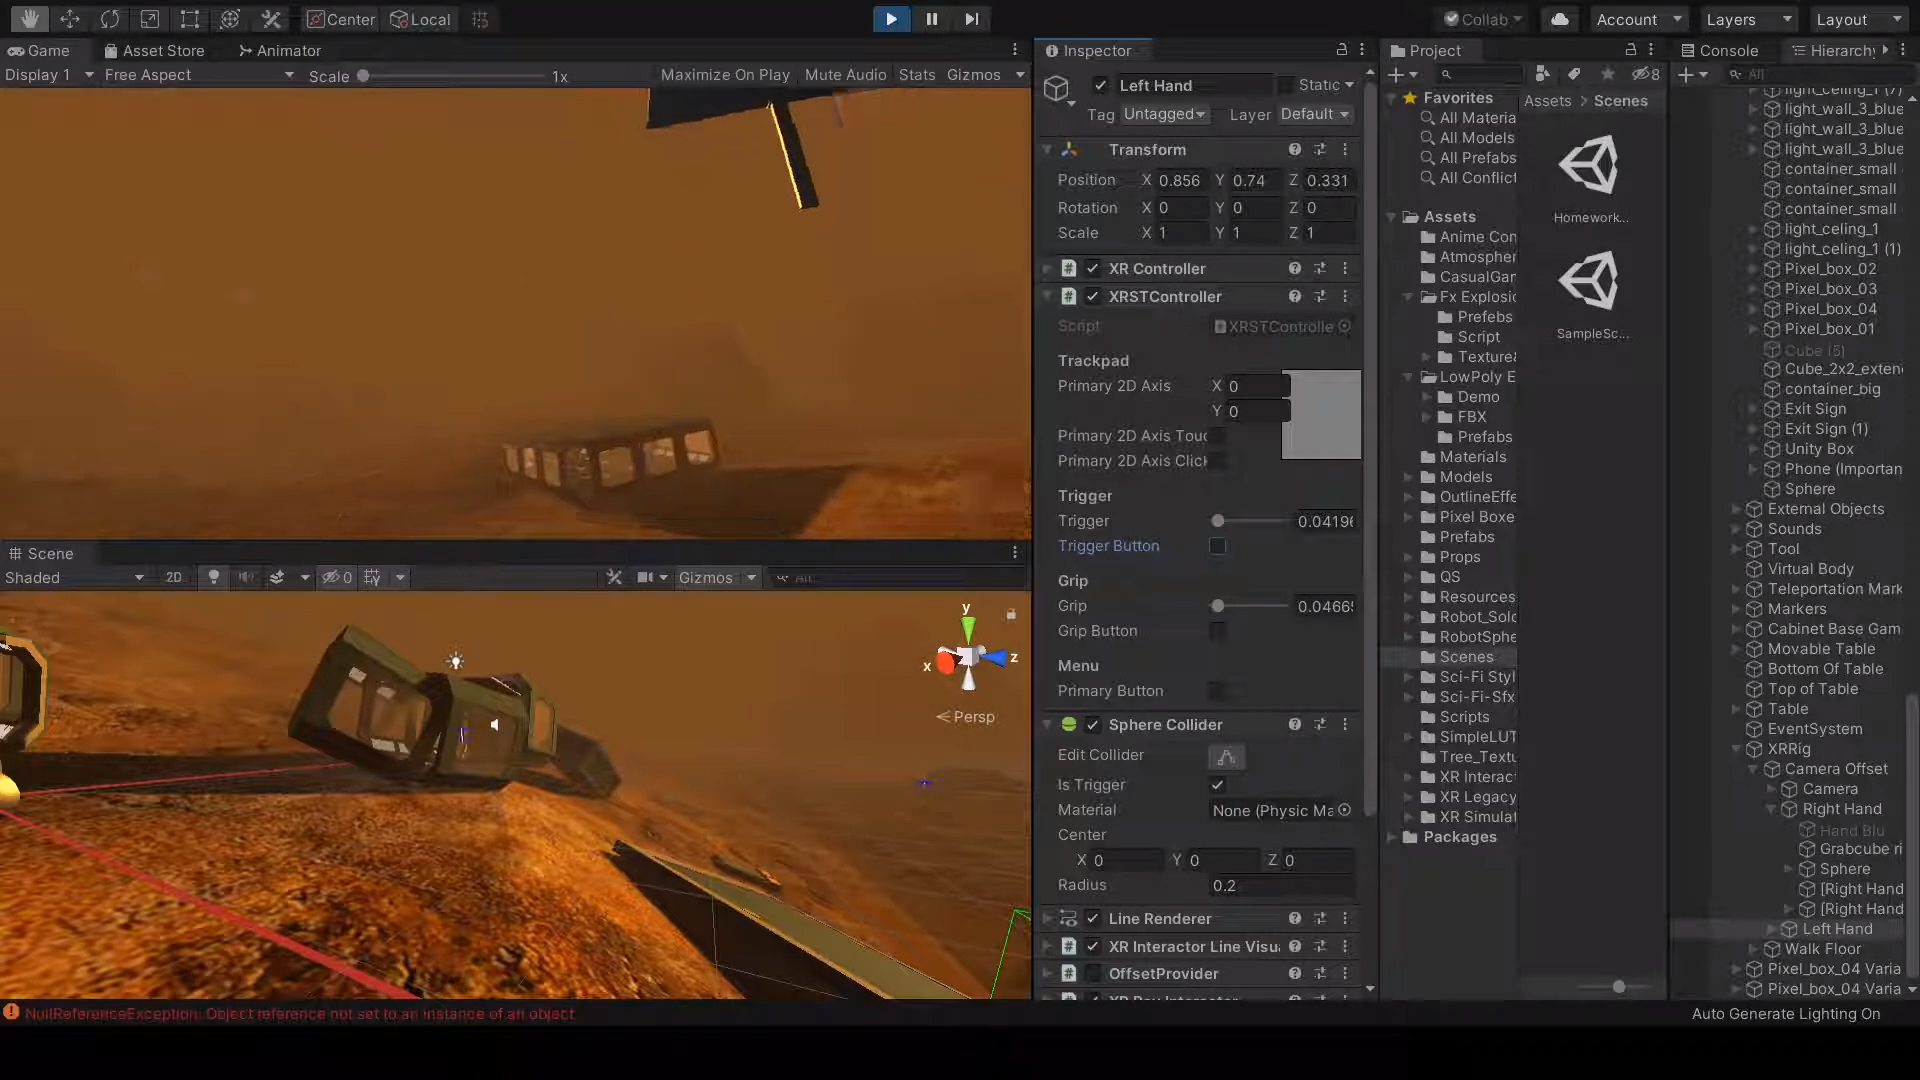 Center
Local
Collab
Account
Layers
Layout
Game
Asset Store
Animator
Display 1
Free Aspect
Scale
1x
Maximize On Play
Mute Audio
Stats
Gizmos
Scene
Shaded
2D
0
Gizmos
All
y
x
z
Persp
Inspector
Left Hand
Static
Tag Untagged
Layer Default
Transform
Position X 0.856 Y 0.74 Z 0.331
Rotation X 0 Y 0 Z 0
Scale X 1 Y 1 Z 1
XR Controller
XRSTController
Script XRSTControlle
Trackpad
Primary 2D Axis X 0
Y 0
Primary 2D Axis Touc
Primary 2D Axis Click
Trigger
Trigger 0.04196
Trigger Button
Grip
Grip 0.0466
Grip Button
Menu
Primary Button
Sphere Collider
Edit Collider
Is Trigger
Material None (Physic Ma
Center
X 0 Y 0 Z 0
Radius 0.2
Line Renderer
XR Interactor Line Visu
OffsetProvider
Project
8
Favorites
All Materia
All Models
All Prefabs
All Conflict
Assets
Anime Con
Atmospher
CasualGam
Fx Explosio
Prefebs
Script
Texture
LowPoly E
Demo
FBX
Prefabs
Materials
Models
OutlineEffe
Pixel Boxe
Prefabs
Props
QS
Resources
Robot_Solo
RobotSphe
Scenes
Sci-Fi Styl
Sci-Fi-Sfx
Scripts
SimpleLUT
Tree_Textu
XR Interact
XR Legacy
XR Simulat
Packages
Assets > Scenes
Homework...
SampleSc...
Console
Hierarchy
All
light_ceiling_1 (7)
light_wall_3_blue
light_wall_3_blue
light_wall_3_blue
container_small
container_small
container_small
light_celing_1
light_celing_1 (1)
Pixel_box_02
Pixel_box_03
Pixel_box_04
Pixel_box_01
Cube (5)
Cube_2x2_exten
container_big
Exit Sign
Exit Sign (1)
Unity Box
Phone (Importan
Sphere
External Objects
Sounds
Tool
Virtual Body
Teleportation Mark
Markers
Cabinet Base Gam
Movable Table
Bottom Of Table
Top of Table
Table
EventSystem
XRRig
Camera Offset
Camera
Right Hand
Hand Blu
Grabcube ri
Sphere
[Right Hand
[Right Hand
Left Hand
Walk Floor
Pixel_box_04 Varia
Pixel_box_04 Varia
NullReferenceException: Object reference not set to an instance of an object
Auto Generate Lighting On